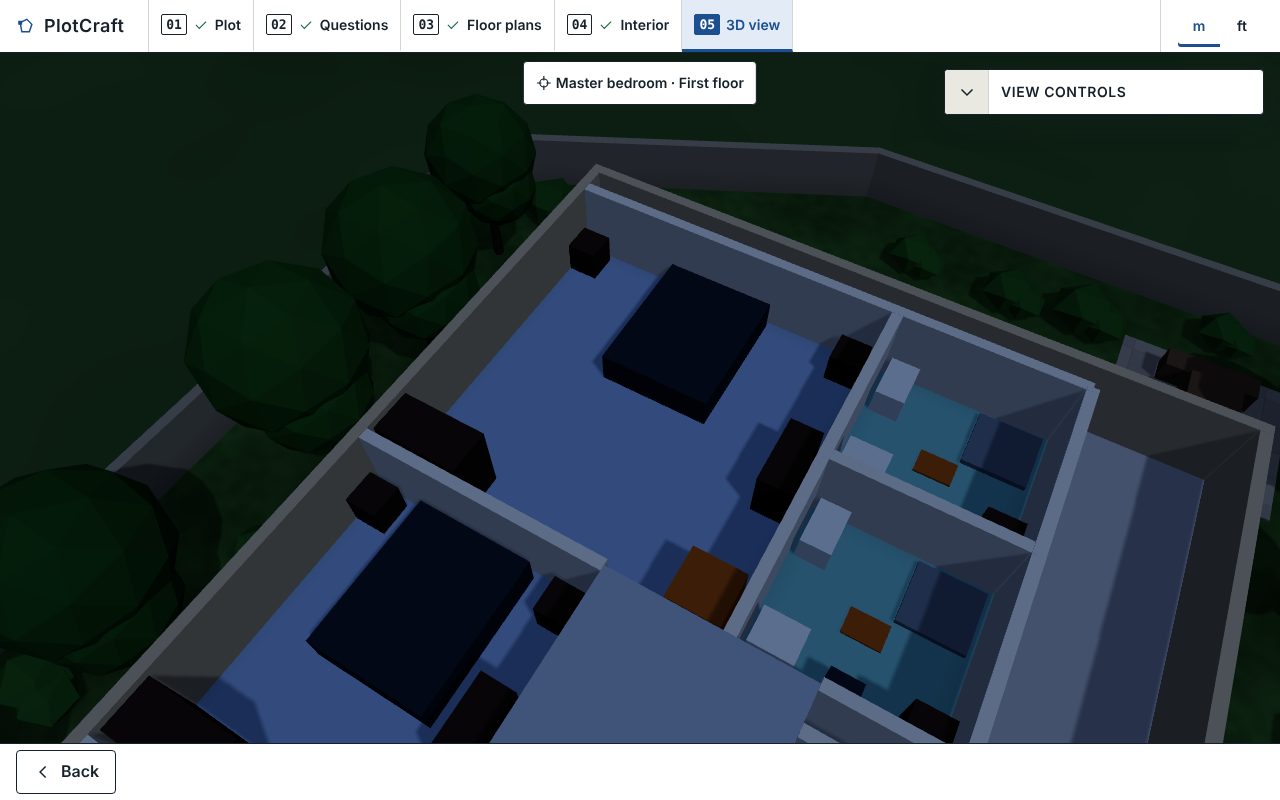 PlotCraft
01 Plot
02 Questions
03 Floor plans
04 Interior
05 3D view
m
ft
Master bedroom · First floor
VIEW CONTROLS
Back